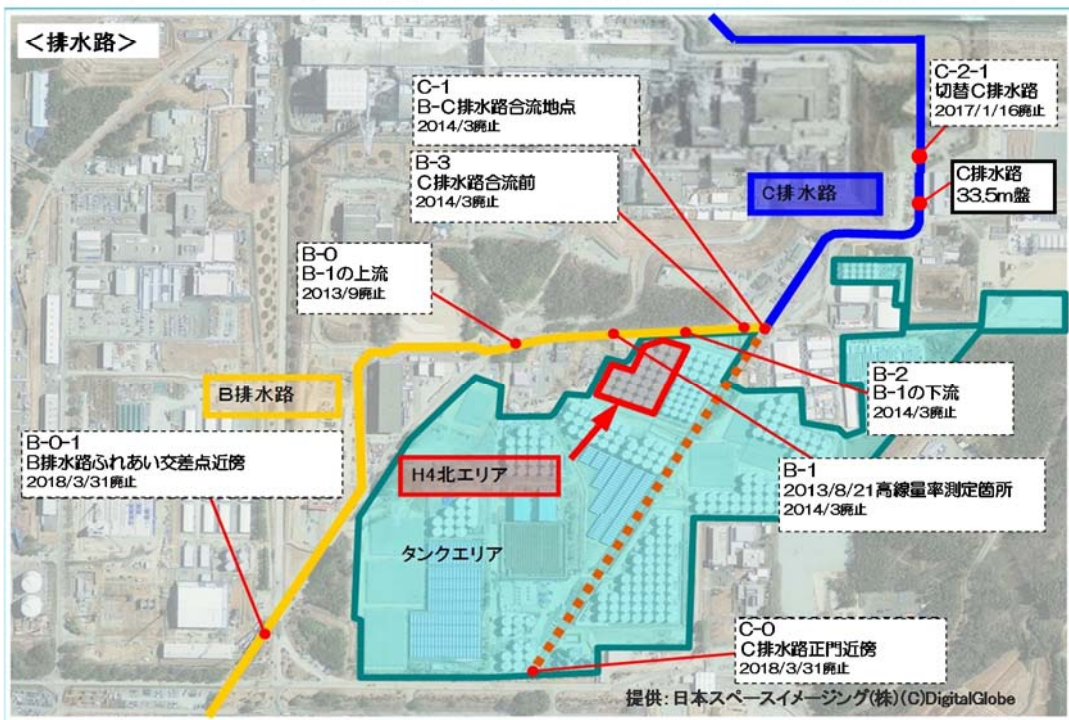 <排水路>
C-1
B-C排水路合流地点
2014/3廃止
C-2-1
切替C排水路
2017/1/16廃止
B-3
C排水路合流前
2014/3廃止
C排水路
C排水路
33.5m盤
B-0
B-1の上流
2013/9廃止
B排水路
B-2
B-1の下流
2014/3廃止
B-0-1
B排水路ふれあい交差点近傍
2018/3/31廃止
H4北エリア
B-1
2013/8/21高線量率測定箇所
2014/3廃止
タンクエリア
C-0
C排水路正門近傍
2018/3/31廃止
提供:日本スペースイメージング(株)(C)DigitalGlobe